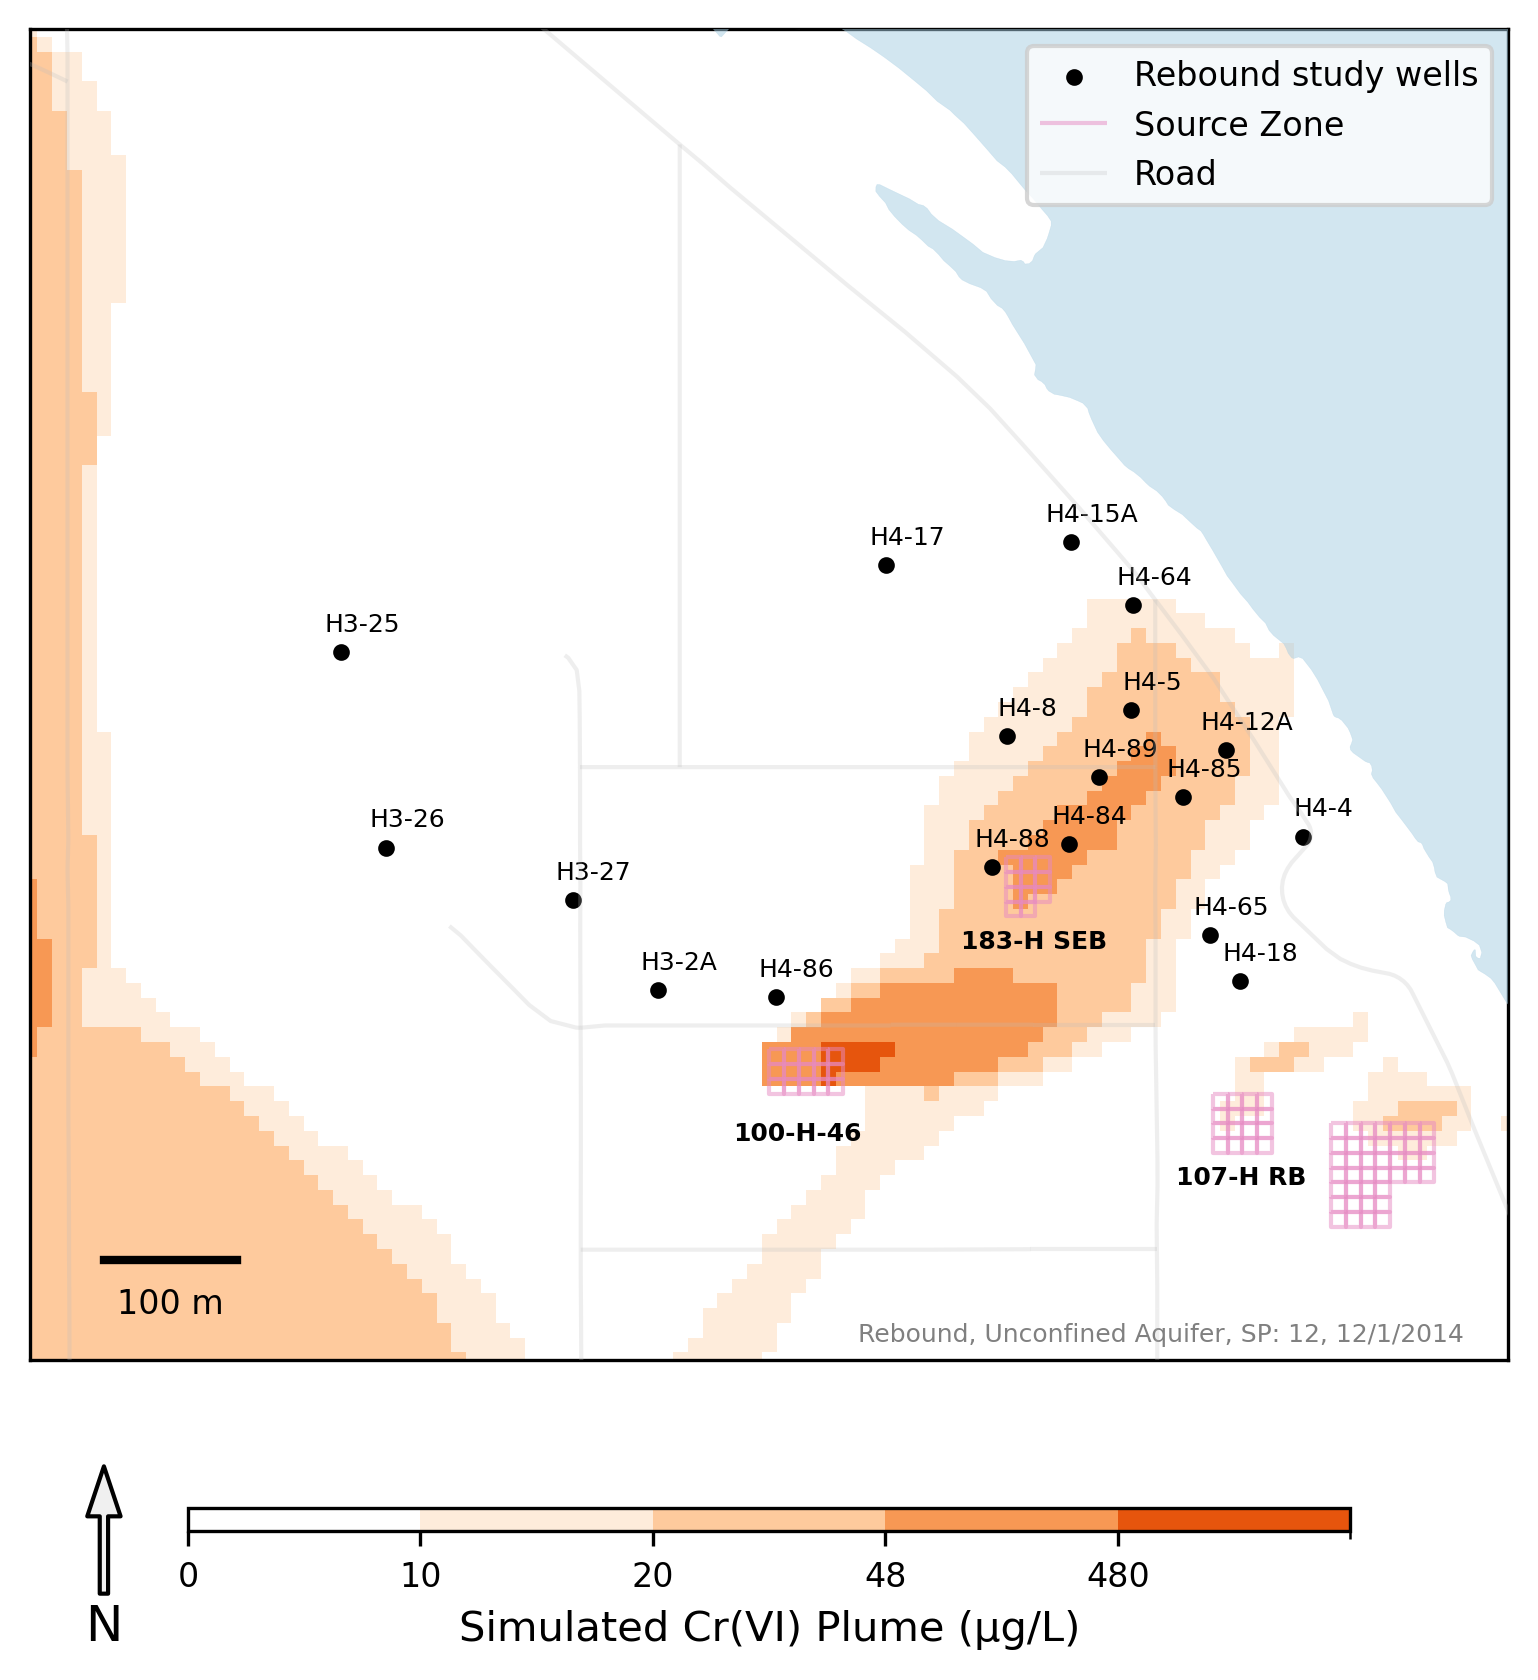 Rebound study wells
Source Zone
Road
H4-15A
H4-17
H4-64
H3-25
H4-5
H4-8
H4-12A
H4-89
H4-85
H4-4
H3-26
H4-84
H4-88
H3-27
H4-65
183-H SEB
H4-18
H3-2A
H4-86
100-H-46
107-H RB
100 m
Rebound, Unconfined Aquifer, SP: 12, 12/1/2014
0 10 20 48 480
N
Simulated Cr(VI) Plume (µg/L)